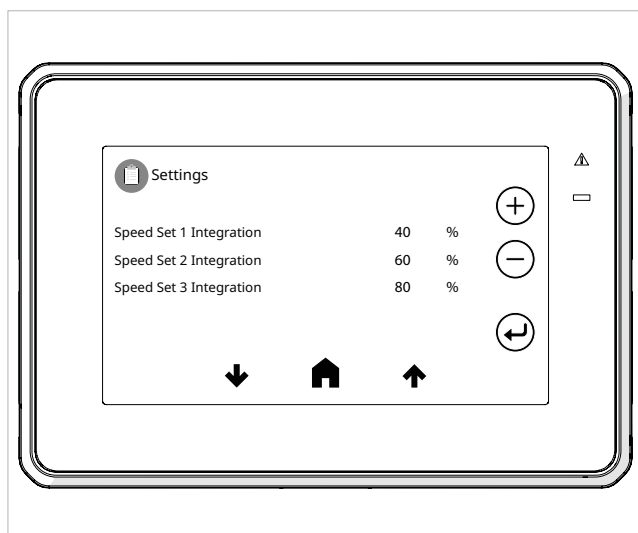 Settings
Speed Set 1 Integration 40 %
Speed Set 2 Integration 60 %
Speed Set 3 Integration 80 %